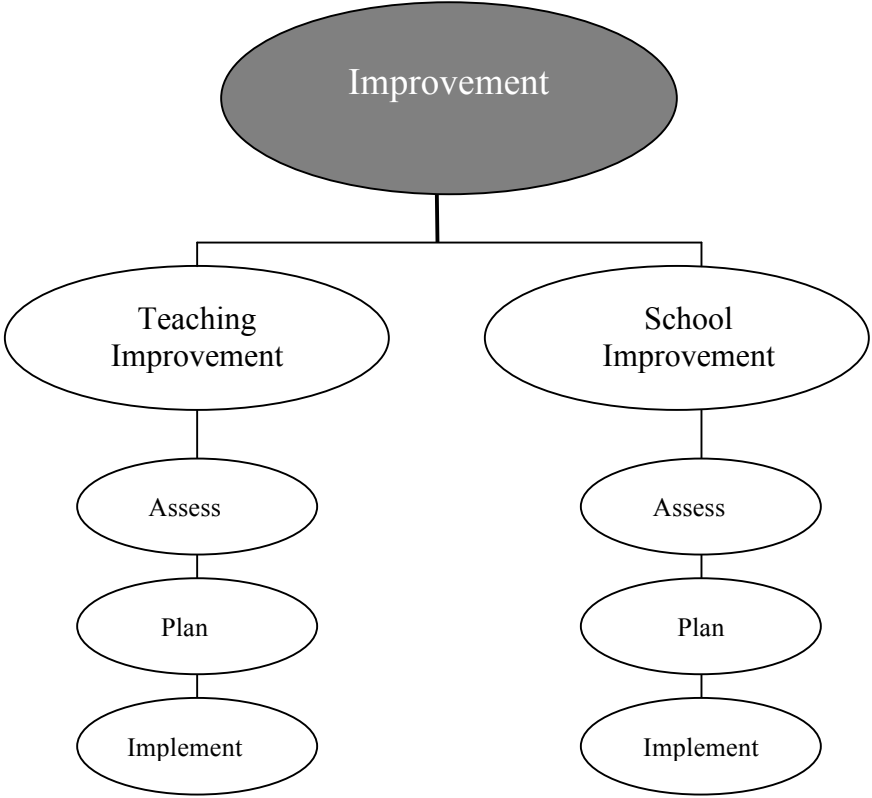 Improvement
Teaching
Improvement
School
Improvement
Assess
Assess
Plan
Plan
Implement
Implement